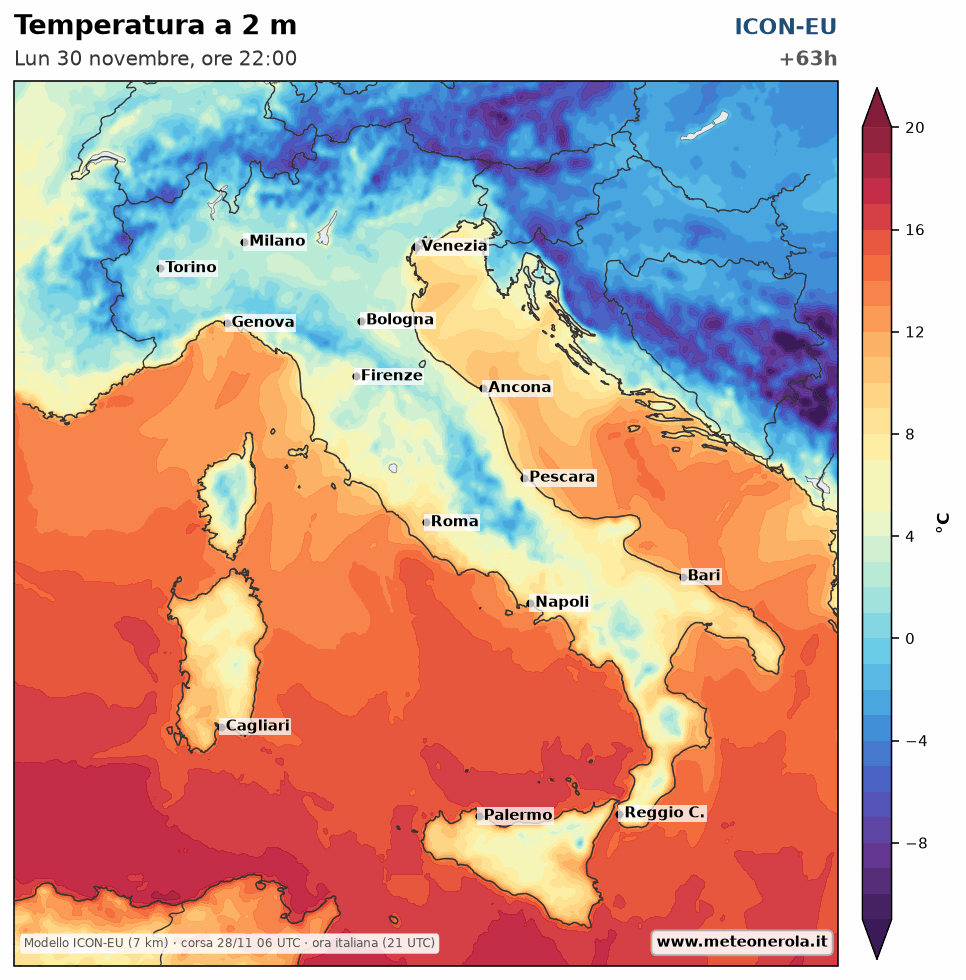 Temperatura a 2 m
ICON-EU
Lun 30 novembre, ore 22:00
+63h
20
16
12
8
4
0
−4
−8
°C
Milano
Venezia
Torino
Genova
Bologna
Firenze
Ancona
Pescara
Roma
Bari
Napoli
Cagliari
Palermo
Reggio C.
Modello ICON-EU (7 km) · corsa 28/11 06 UTC · ora italiana (21 UTC)
www.meteonerola.it